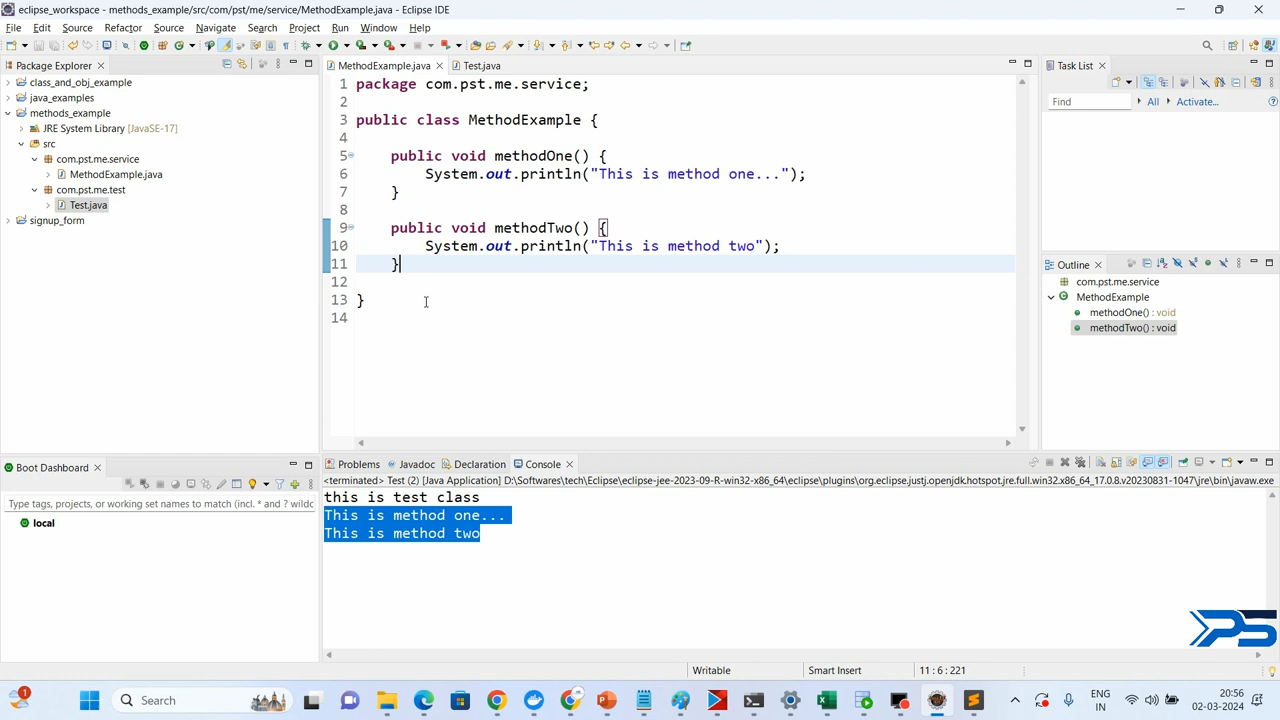 eclipse_workspace - methods_example/src/com/pst/me/service/MethodExample.java - Eclipse IDE
File Edit Source Refactor Source Navigate Search Project Run Window Help
Package Explorer
class_and_obj_example
java_examples
methods_example
JRE System Library [JavaSE-17]
src
com.pst.me.service
MethodExample.java
com.pst.me.test
Test.java
signup_form
MethodExample.java Test.java
1 package com.pst.me.service;
2
3 public class MethodExample {
4
5 public void methodOne() {
6 System.out.println("This is method one...");
7 }
8
9 public void methodTwo() {
10 System.out.println("This is method two");
11 }
12
13 }
14
Task List
Find All Activate...
Outline
com.pst.me.service
MethodExample
methodOne() : void
methodTwo() : void
Boot Dashboard
Type tags, projects, or working set names to match (incl. * and ? wildc
local
Problems Javadoc Declaration Console
<terminated> Test (2) [Java Application] D:\Softwares\tech\Eclipse\eclipse-jee-2023-09-R-win32-x86_64\eclipse\plugins\org.eclipse.justj.openjdk.hotspot.jre.full.win32.x86_64_17.0.8.v20230831-1047\jre\bin\javaw.exe
this is test class
This is method one...
This is method two
PS
Writable Smart Insert 11 : 6 : 221
1
Search
ENG
IN
20:56
02-03-2024